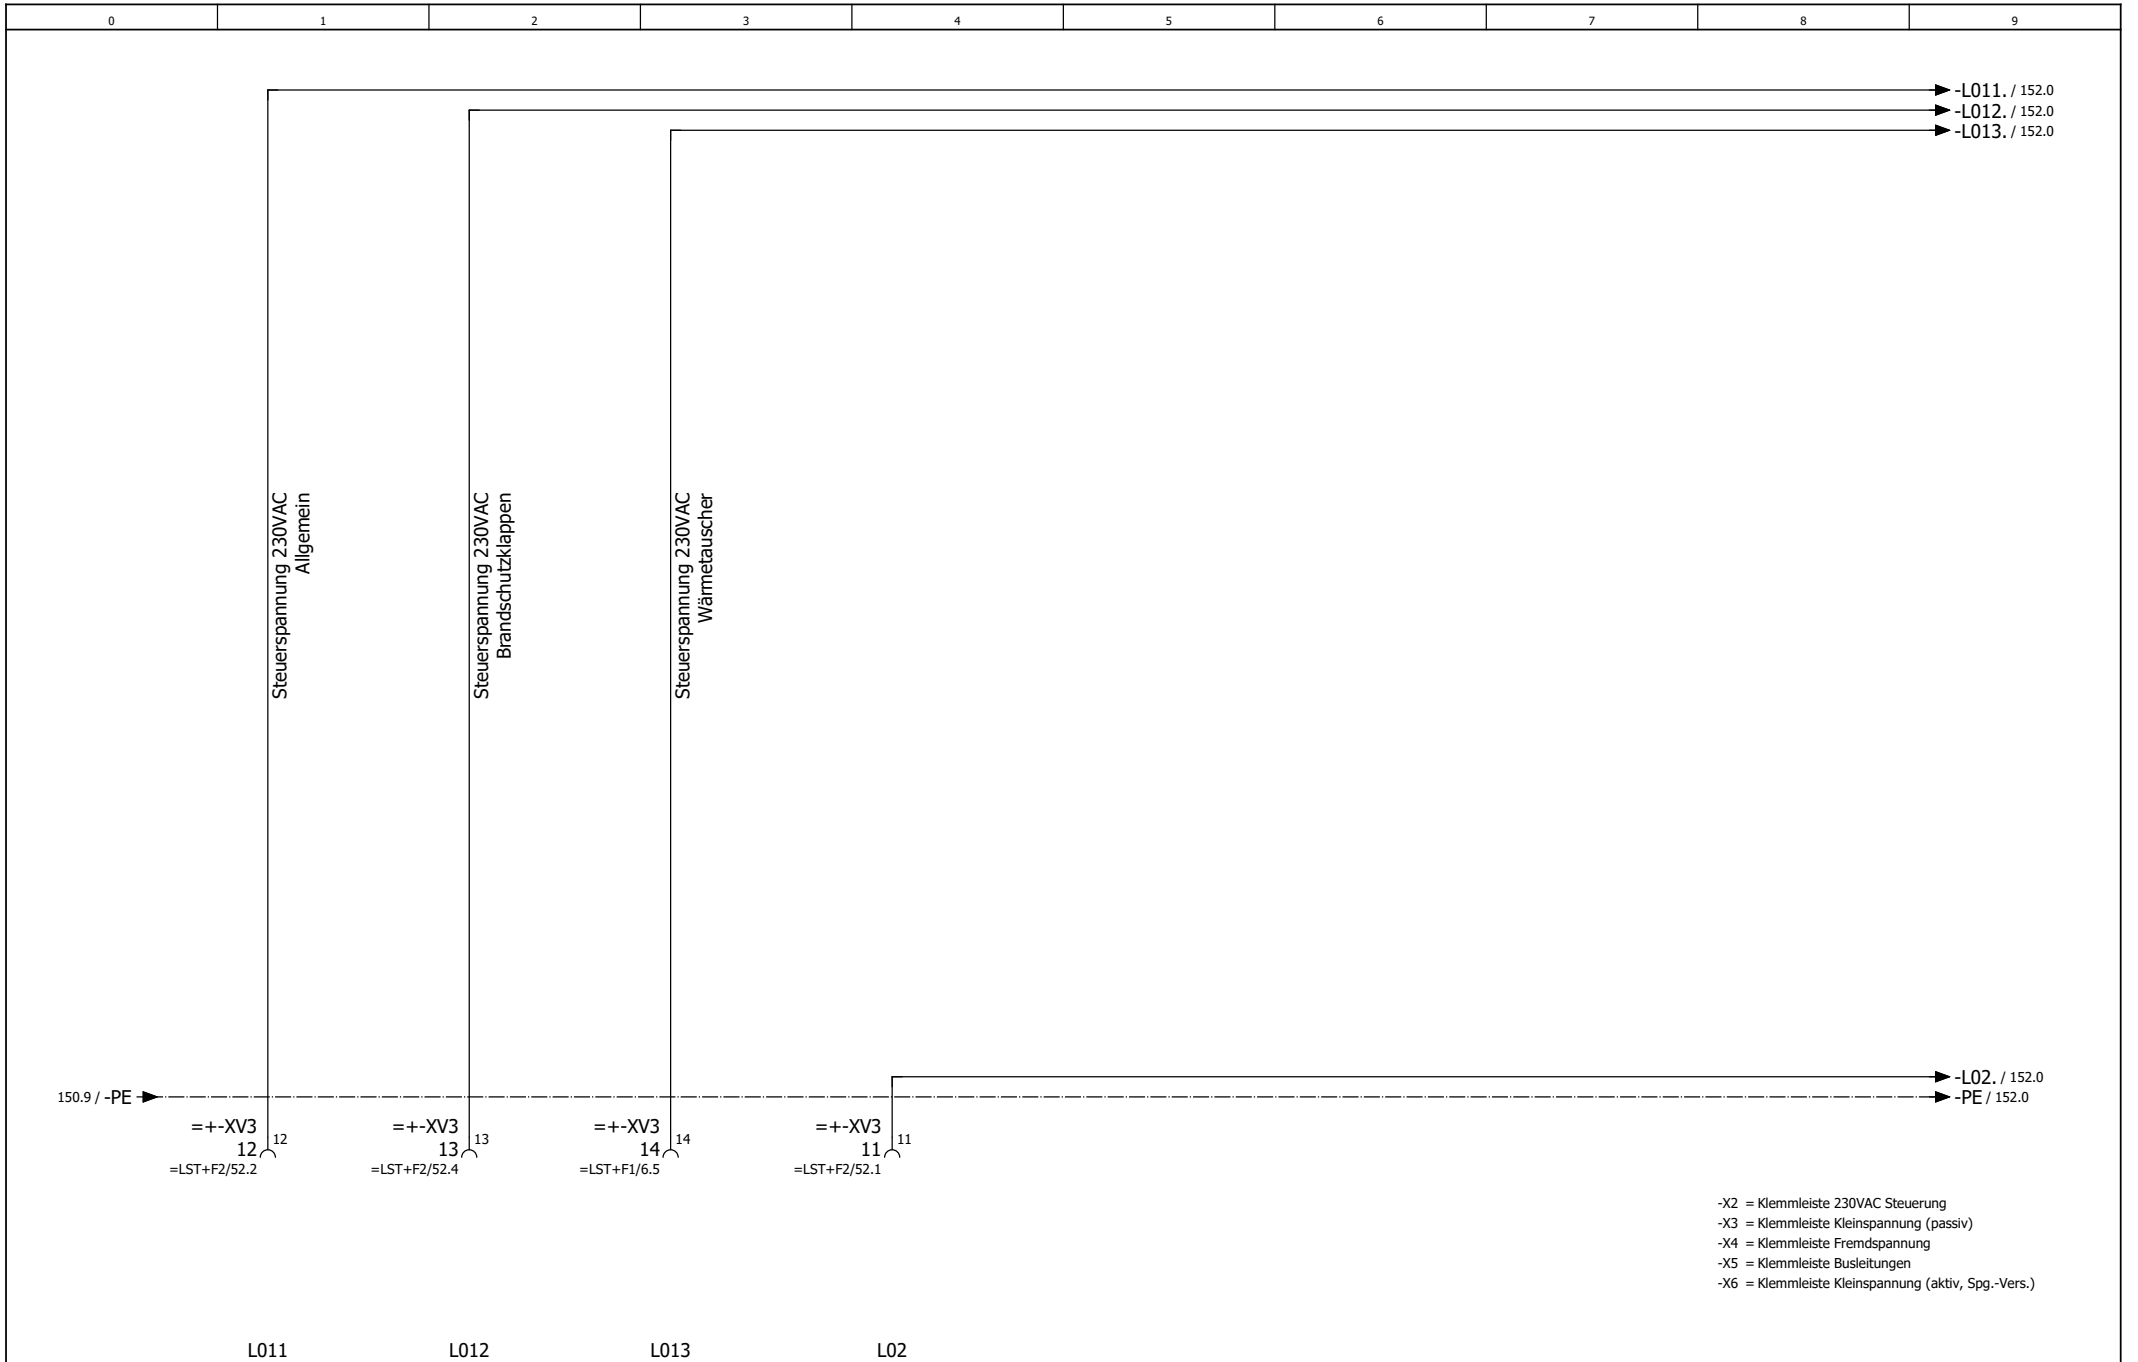 0 1 2 3 4 5 6 7 8 9
-L011. / 152.0
-L012. / 152.0
-L013. / 152.0
Steuerspannung 230VAC
Allgemein
Steuerspannung 230VAC
Brandschutzklappen
Steuerspannung 230VAC
Wärmetauscher
-L02. / 152.0
150.9 / -PE
-PE / 152.0
=+-XV3
12
12
=LST+F2/52.2
=+-XV3
13
13
=LST+F2/52.4
=+-XV3
14
14
=LST+F1/6.5
=+-XV3
11
11
=LST+F2/52.1
-X2 = Klemmleiste 230VAC Steuerung
-X3 = Klemmleiste Kleinspannung (passiv)
-X4 = Klemmleiste Fremdspannung
-X5 = Klemmleiste Busleitungen
-X6 = Klemmleiste Kleinspannung (aktiv, Spg.-Vers.)
L011 L012 L013 L02